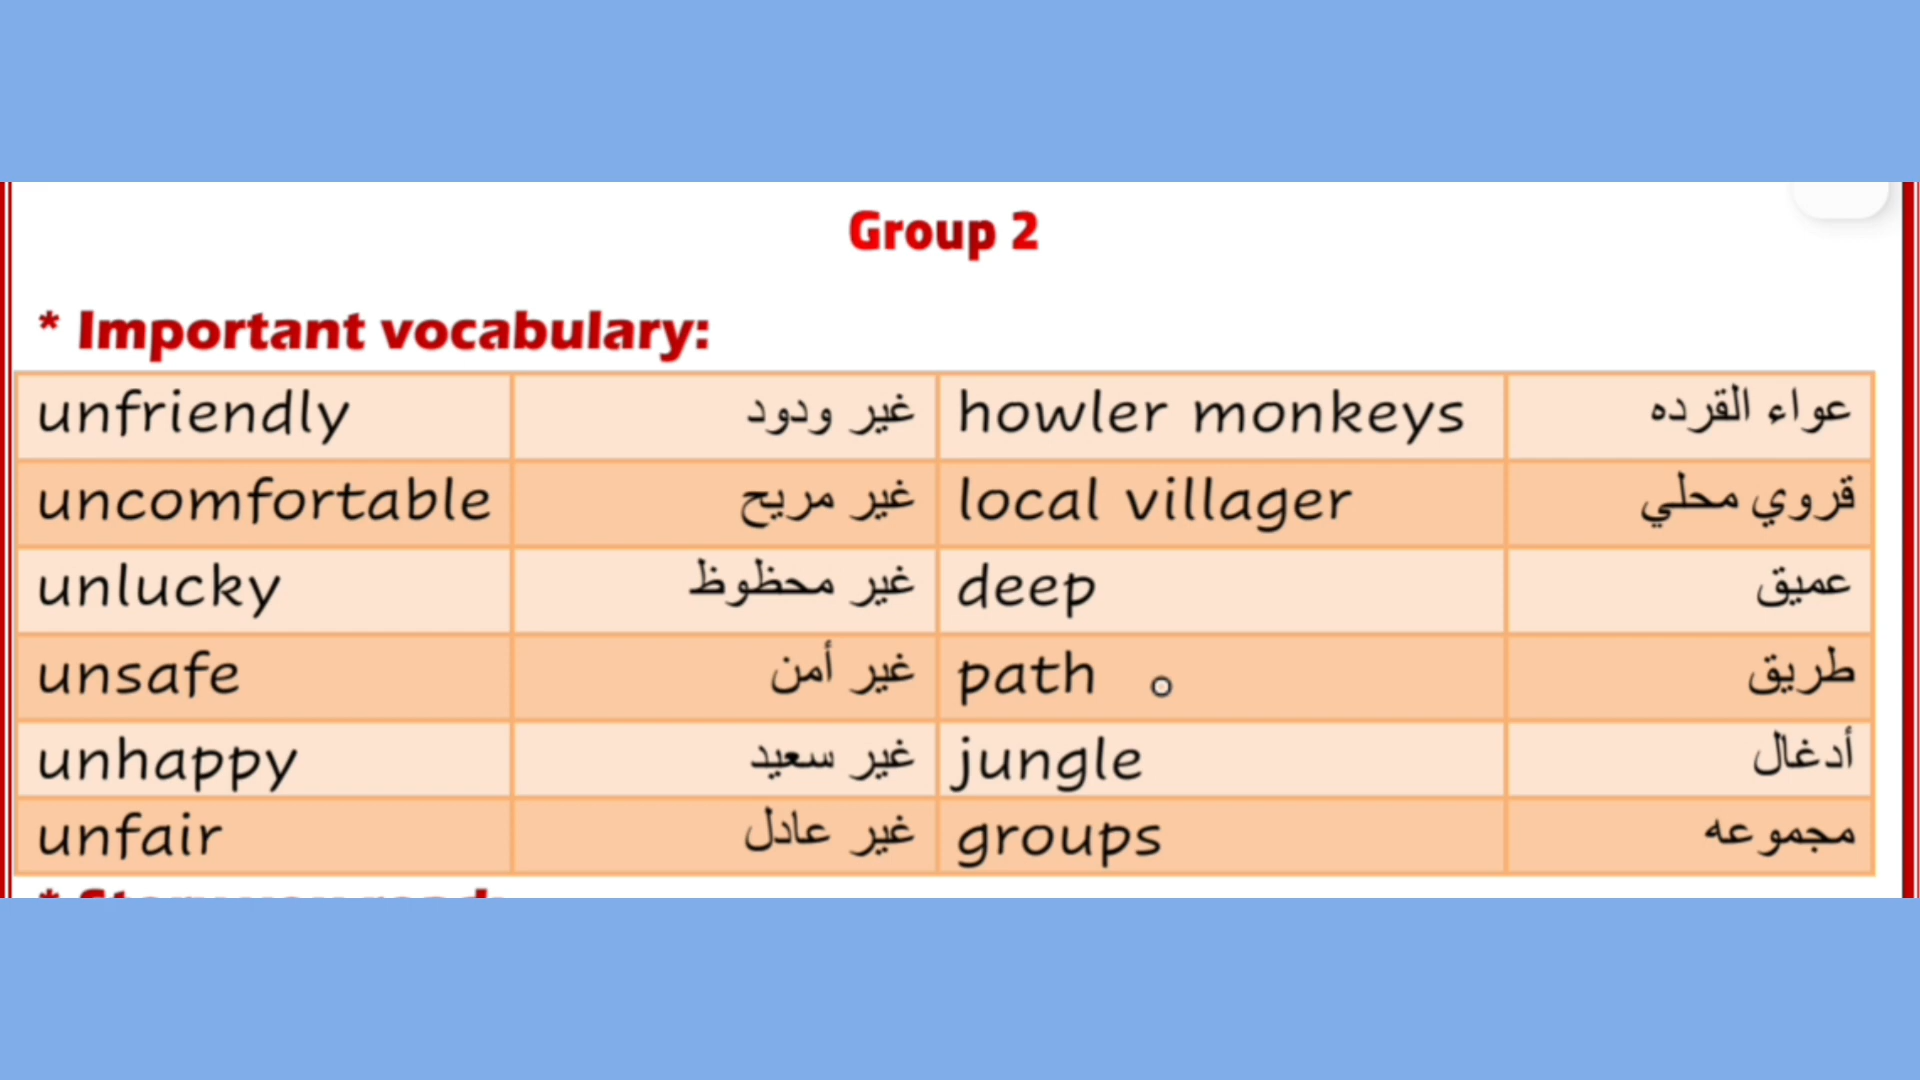 Group 2
* Important vocabulary:
unfriendly غير ودود howler monkeys عواء القرده
uncomfortable غير مريح local villager قروي محلي
unlucky غير محظوظ deep عميق
unsafe غير أمن path طريق
unhappy غير سعيد jungle أدغال
unfair غير عادل groups مجموعه